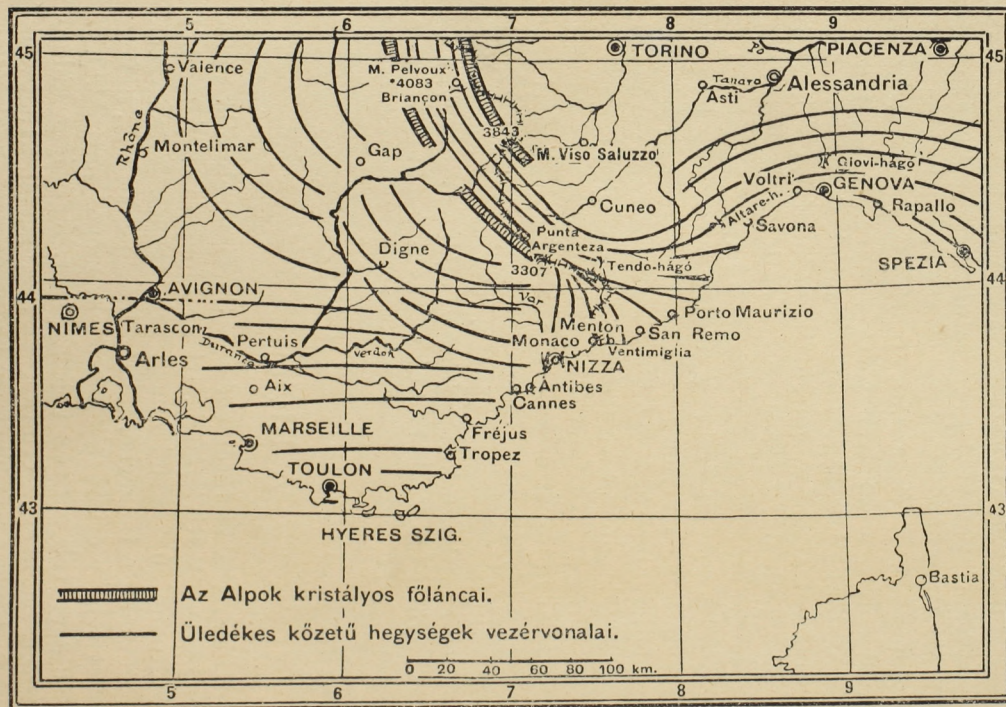 5 6 7 8 9
45 TORINO Po PIACENZA 45
Vaience
M. Pelvoux
4083
Briançon
Tanaro
Asti
Alessandria
Rhône
Montelimar
Gap
3843
M. Viso Saluzzo
Giovi-hágó
Voltri
GENOVA
Altare-h.
Rapallo
Cuneo
Savona
Digne
Punta
Argenteza
3307
Tendo-hágó
SPEZIA
44 AVIGNON 44
Var
NIMES Tarascon
Porto Maurizio
Menton
San Remo
Monaco
Ventimiglia
Pertuis
Durance
Verdon
Arles
NIZZA
Aix
Antibes
Cannes
MARSEILLE
Fréjus
Tropez
TOULON
43 43
HYERES SZIG.
Bastia
Az Alpok kristályos főláncai.
Üledékes kőzetű hegységek vezérvonalai.
0 20 40 60 80 100 km.
5 6 7 8 9